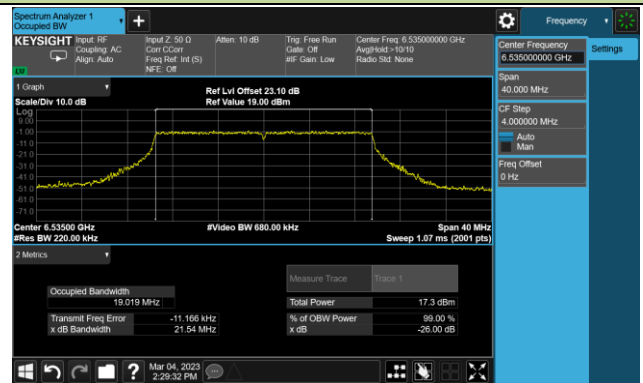 Spectrum Analyzer 1
Occupied BW
Frequency
KEYSIGHT
Input: RF
Coupling: AC
Align: Auto
Input Z: 50 Ω
Corr CCorr
Freq Ref: Int (S)
NFE: Off
Atten: 10 dB
Trig: Free Run
Gate: Off
#IF Gain: Low
Center Freq: 6.535000000 GHz
Avg|Hold:>10/10
Radio Std: None
Center Frequency
6.535000000 GHz
Settings
Span
40.000 MHz
CF Step
4.000000 MHz
Auto
Man
Freq Offset
0 Hz
1 Graph
Scale/Div 10.0 dB
Ref Lvl Offset 23.10 dB
Ref Value 19.00 dBm
Log
9.00
-1.00
-11.0
-21.0
-31.0
-41.0
-51.0
-61.0
-71.0
Center 6.53500 GHz
#Video BW 680.00 kHz
Span 40 MHz
#Res BW 220.00 kHz
Sweep 1.07 ms (2001 pts)
2 Metrics
Measure Trace
Trace 1
Occupied Bandwidth
19.019 MHz
Total Power
17.3 dBm
Transmit Freq Error
-11.166 kHz
% of OBW Power
99.00 %
x dB Bandwidth
21.54 MHz
x dB
-26.00 dB
Mar 04, 2023
2:29:32 PM